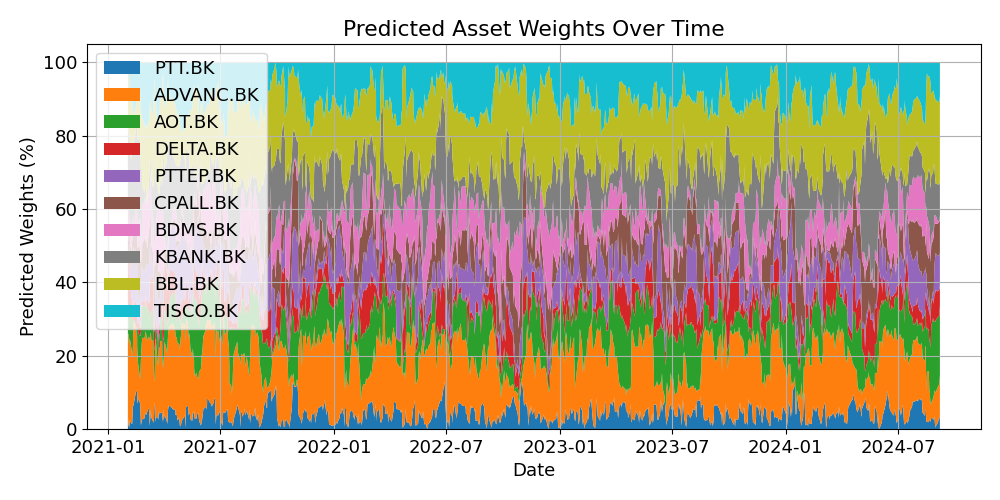 Predicted Asset Weights Over Time
Predicted Weights (%)
100
80
60
40
20
0
PTT.BK
ADVANC.BK
AOT.BK
DELTA.BK
PTTEP.BK
CPALL.BK
BDMS.BK
KBANK.BK
BBL.BK
TISCO.BK
2021-01 2021-07 2022-01 2022-07 2023-01 2023-07 2024-01 2024-07
Date